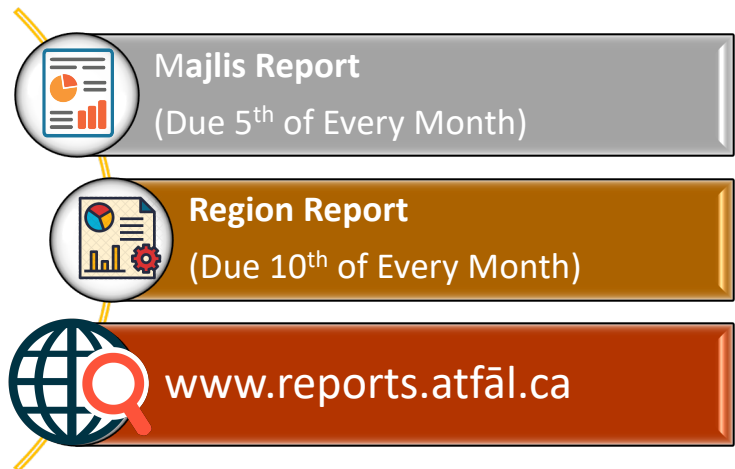 Majlis Report
(Due 5th of Every Month)
Region Report
(Due 10th of Every Month)
www.reports.atfāl.ca